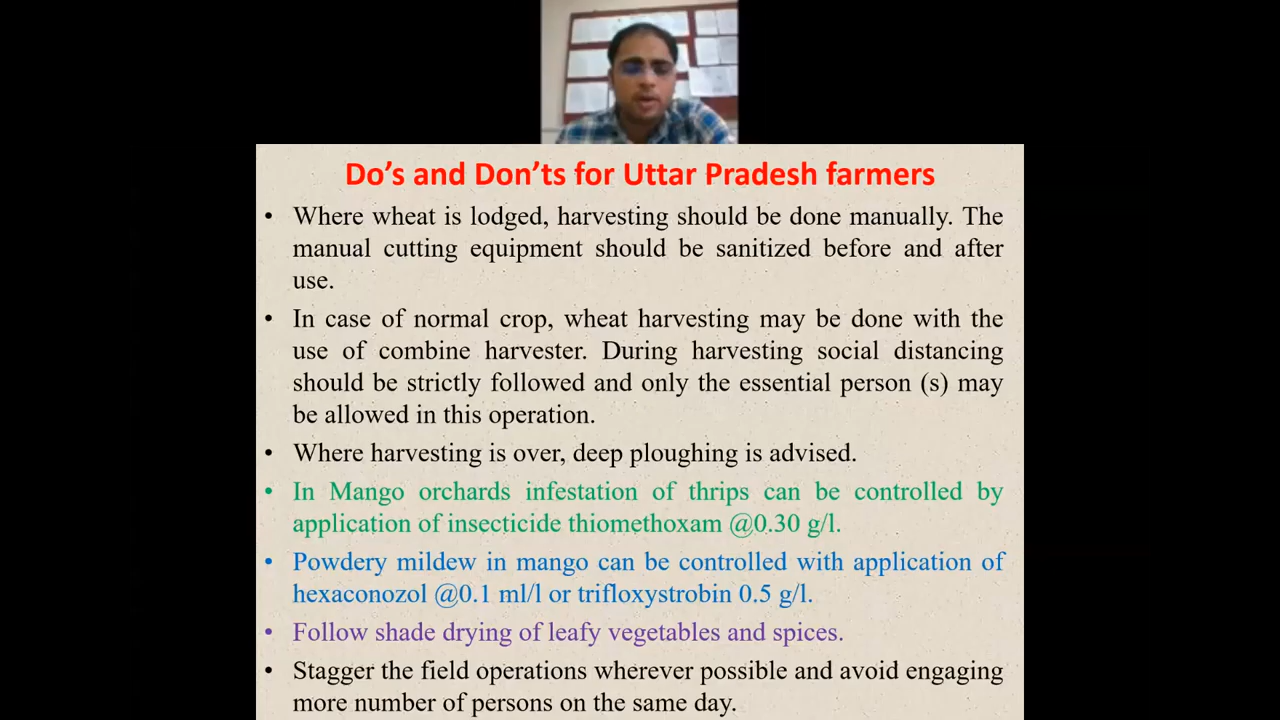 Do's and Don'ts for Uttar Pradesh farmers
• Where wheat is lodged, harvesting should be done manually. The
manual cutting equipment should be sanitized before and after
use.
• In case of normal crop, wheat harvesting may be done with the
use of combine harvester. During harvesting social distancing
should be strictly followed and only the essential person (s) may
be allowed in this operation.
• Where harvesting is over, deep ploughing is advised.
• In Mango orchards infestation of thrips can be controlled by
application of insecticide thiomethoxam @0.30 g/l.
• Powdery mildew in mango can be controlled with application of
hexaconozol @0.1 ml/l or trifloxystrobin 0.5 g/l.
• Follow shade drying of leafy vegetables and spices.
• Stagger the field operations wherever possible and avoid engaging
more number of persons on the same day.